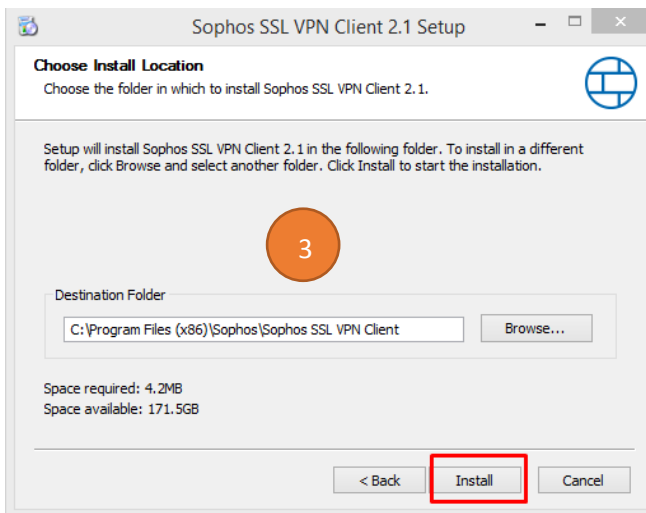 Sophos SSL VPN Client 2.1 Setup
Choose Install Location
Choose the folder in which to install Sophos SSL VPN Client 2.1.
Setup will install Sophos SSL VPN Client 2.1 in the following folder. To install in a different
folder, click Browse and select another folder. Click Install to start the installation.
3
Destination Folder
C:\Program Files (x86)\Sophos\Sophos SSL VPN Client
Browse...
Space required: 4.2MB
Space available: 171.5GB
< Back Install Cancel